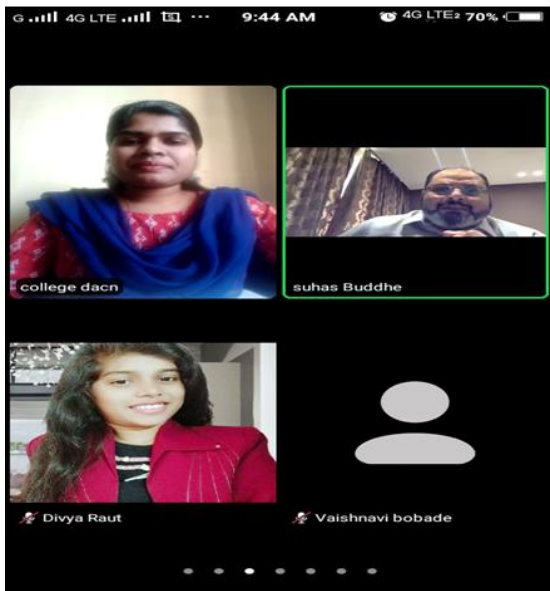 G 4G LTE ... 9:44 AM 4G LTE2 70%
college dacn
suhas Buddhe
Divya Raut
Vaishnavi bobade